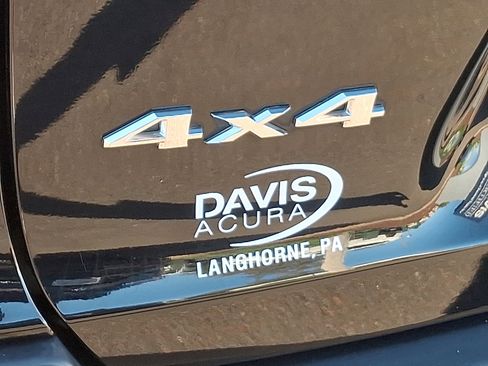 4x4
DAVIS
ACURA
LANGHORNE, PA